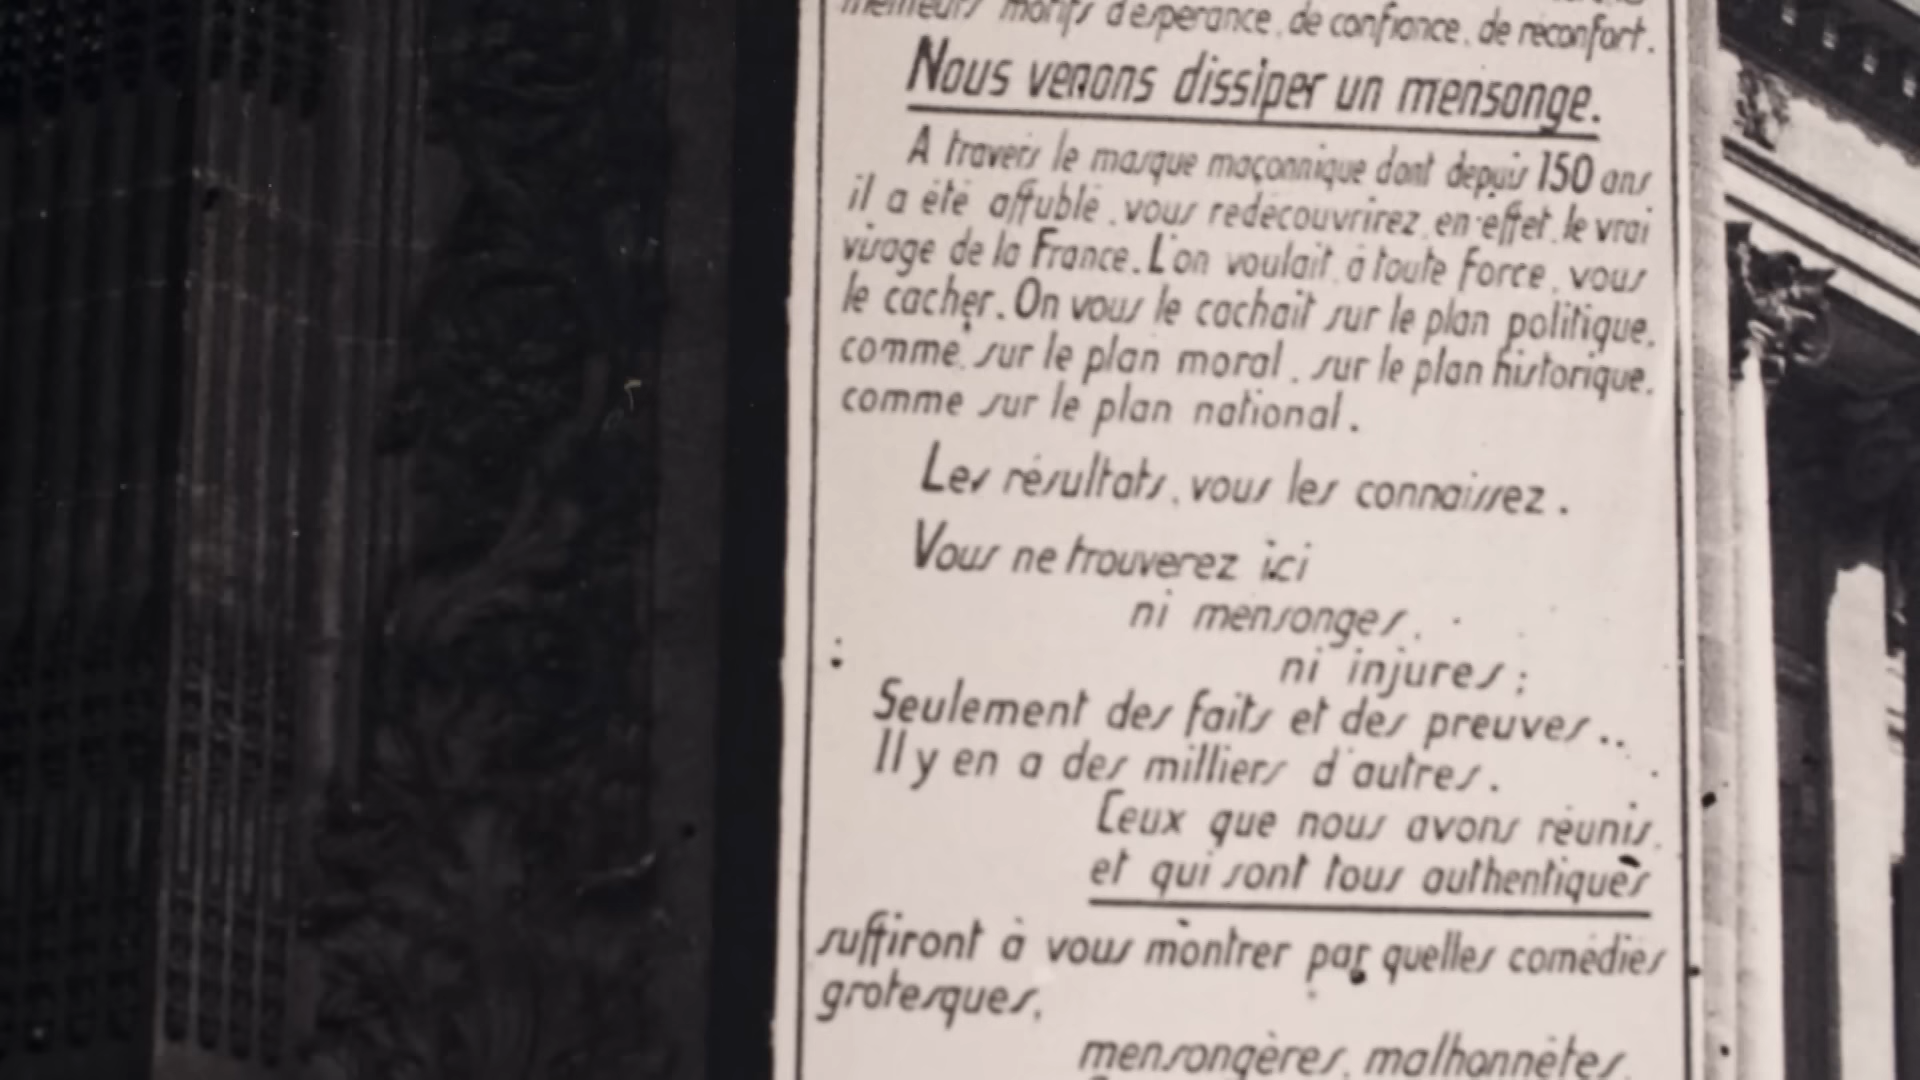 meilleurs motifs d'espérance, de confiance, de réconfort.
Nous venons dissiper un mensonge.
A travers le masque maçonnique dont depuis 150 ans
il a été affublé, vous redécouvrirez, en effet, le vrai
visage de la France. L'on voulait, à toute force, vous
le cacher. On vous le cachait sur le plan politique,
comme, sur le plan moral, sur le plan historique,
comme sur le plan national.
Les résultats, vous les connaissez.
Vous ne trouverez ici
ni mensonges,
ni injures;
Seulement des faits et des preuves..
Il y en a des milliers d'autres.
Ceux que nous avons réunis,
et qui sont tous authentiques
suffiront à vous montrer par quelles comédies
grotesques,
mensongères, malhonnêtes,